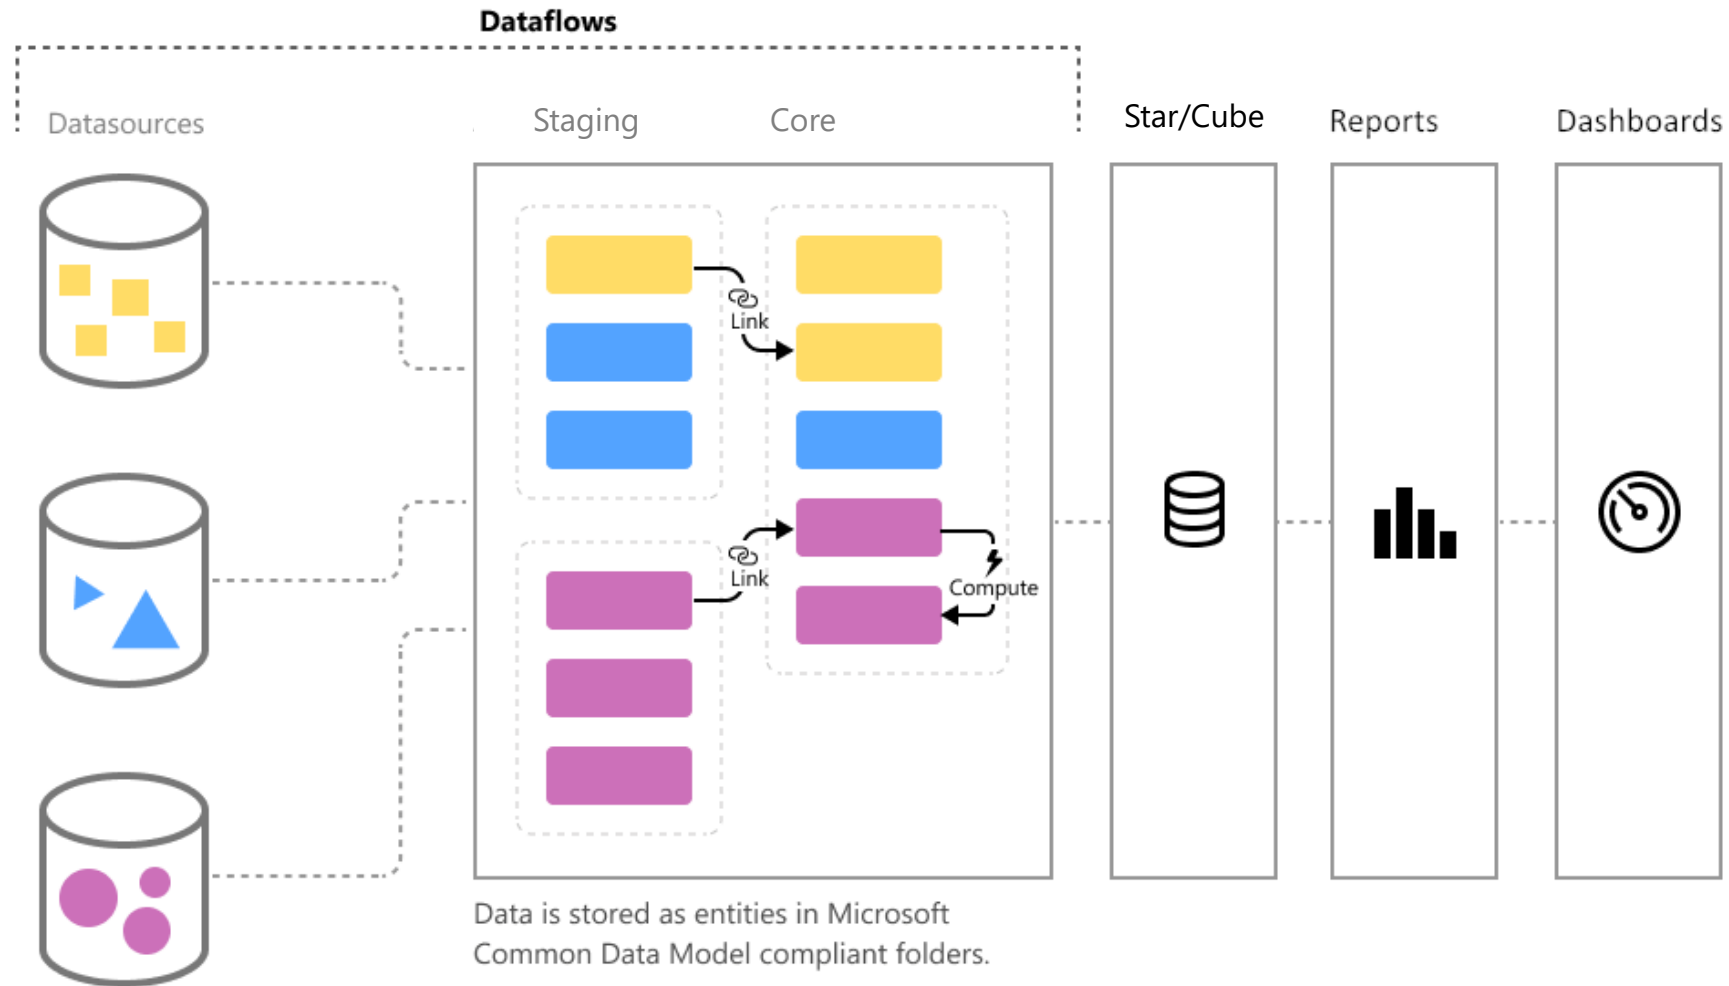 Dataflows
Datasources
Staging
Core
Star/Cube
Reports
Dashboards
Link
Link
Compute
Data is stored as entities in Microsoft
Common Data Model compliant folders.